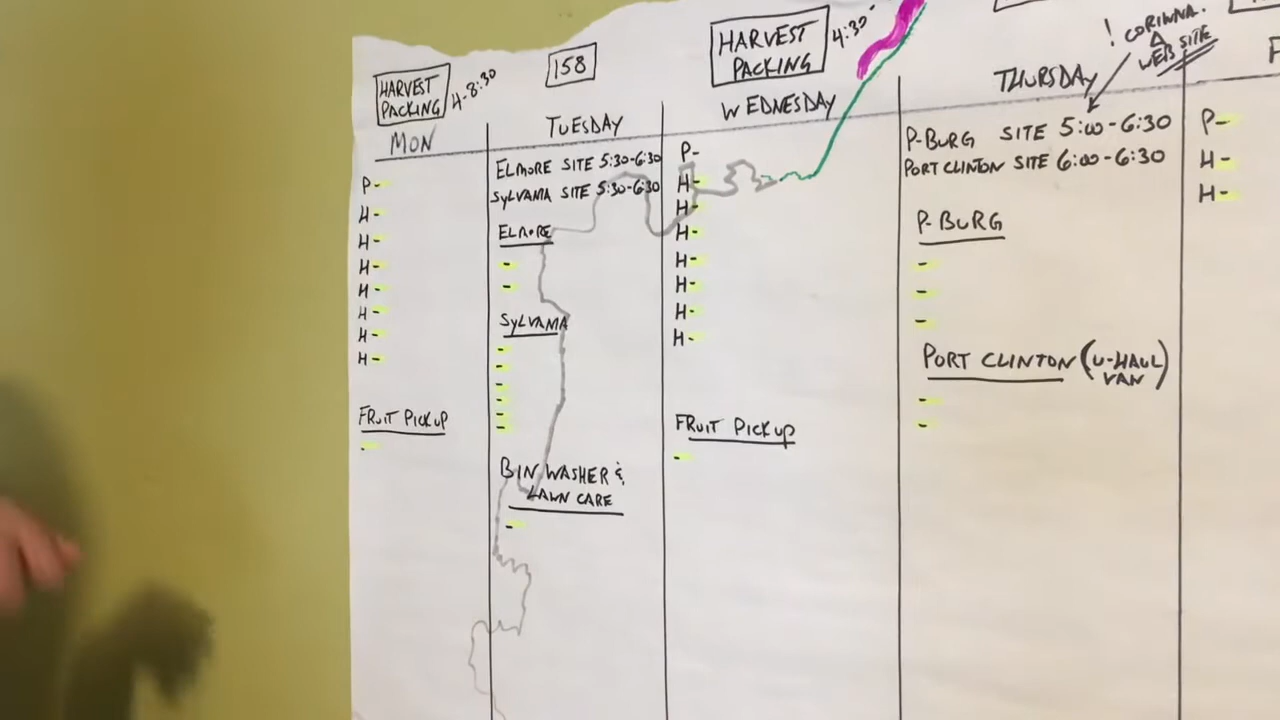 HARVEST
PACKING
4-8:30
MON
P-
H-
H-
H-
H-
H-
H-
H-
FRUIT PICKUP
-
158
TUESDAY
ELMORE SITE 5:30-6:30
SYLVANIA SITE 5:30-6:30
ELMORE
-
-
SYLVANIA
-
-
-
-
-
-
BIN WASHER &
LAWN CARE
-
HARVEST
PACKING
4:30-
WEDNESDAY
P-
H-
H-
H-
H-
H-
H-
H-
FRUIT PICKUP
-
! CORINNA.
WEBSITE
THURSDAY
P-BURG SITE 5:00-6:30
PORT CLINTON SITE 6:00-6:30
P-BURG
-
-
-
PORT CLINTON (U-HAUL
VAN)
-
-
F
P-
H-
H-